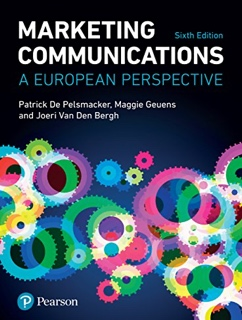 MARKETING
COMMUNICATIONS
Sixth Edition
A EUROPEAN PERSPECTIVE
Patrick De Pelsmacker, Maggie Geuens
and Joeri Van Den Bergh
Pearson